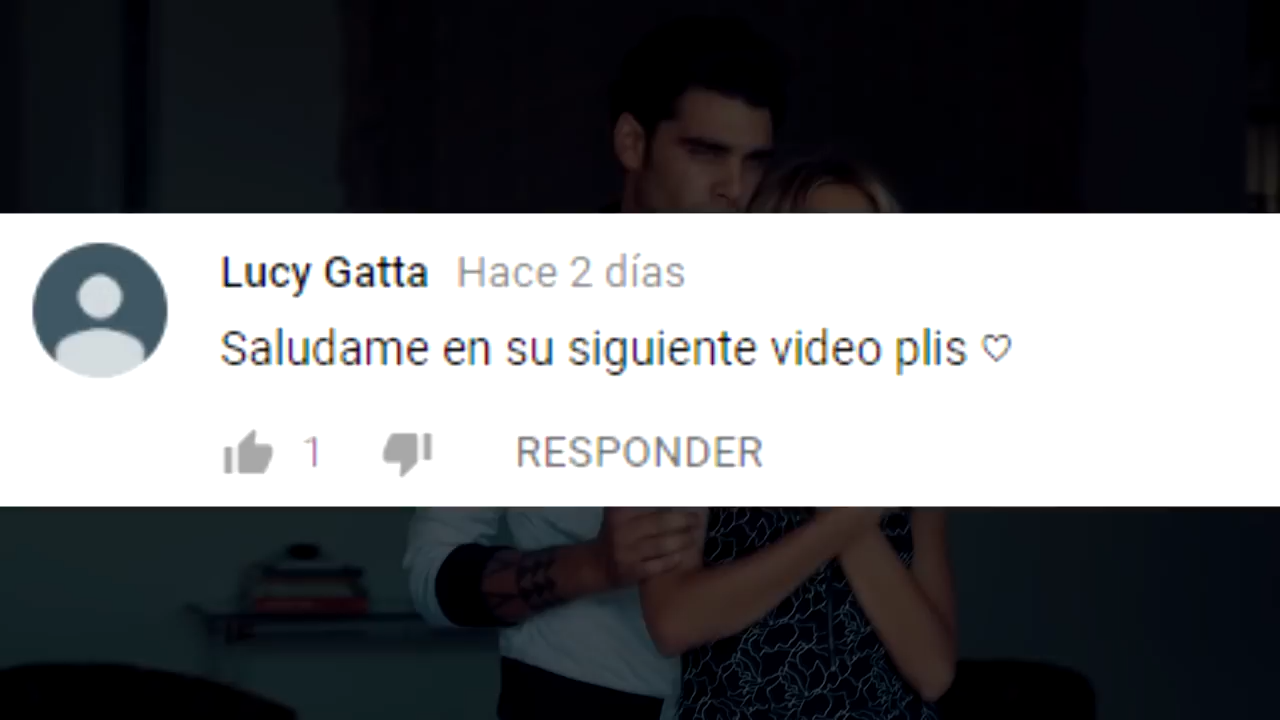 Lucy Gatta Hace 2 días
Saludame en su siguiente video plis ♡
1 RESPONDER